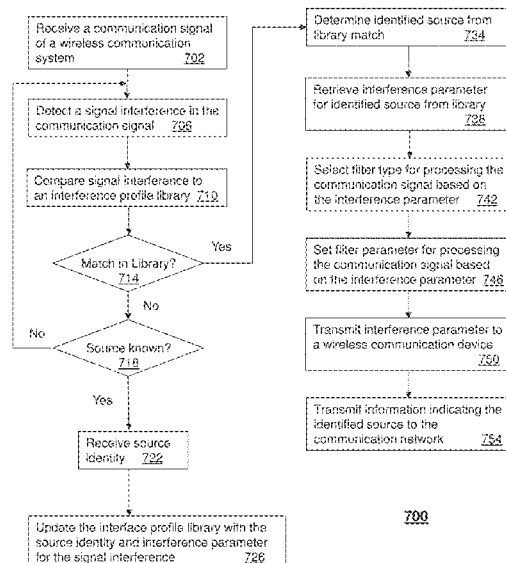 Receive a communication signal
of a wireless communication
system 702
Detect a signal interference in the
communication signal 706
Compare signal interference to
an interference profile library
710
Match in Library?
714
Yes
No
Source known?
718
No
Yes
Receive source
identity 722
Update the interface profile library with the
source identity and interference parameter
for the signal interference 726
Determine identified source from
library match 734
Retrieve interference parameter
for identified source from library
738
Select filter type for processing the
communication signal based on
the interference parameter 742
Set filter parameter for processing
the communication signal based
on the interference parameter 746
Transmit interference parameter to
a wireless communication device
750
Transmit information indicating the
identified source to the
communication network 754
700